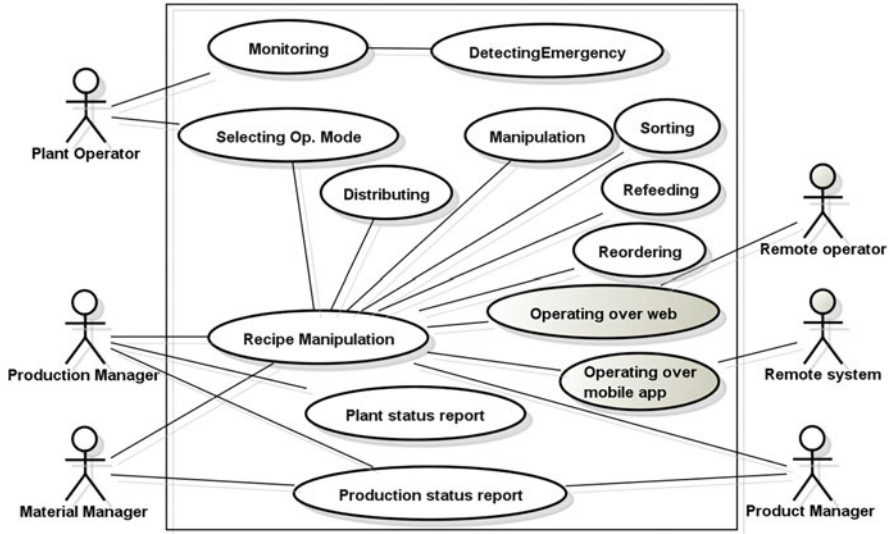 Monitoring
DetectingEmergency
Plant Operator
Selecting Op. Mode
Manipulation
Sorting
Distributing
Refeeding
Reordering
Remote operator
Operating over web
Recipe Manipulation
Production Manager
Operating over
mobile app
Remote system
Plant status report
Material Manager
Production status report
Product Manager